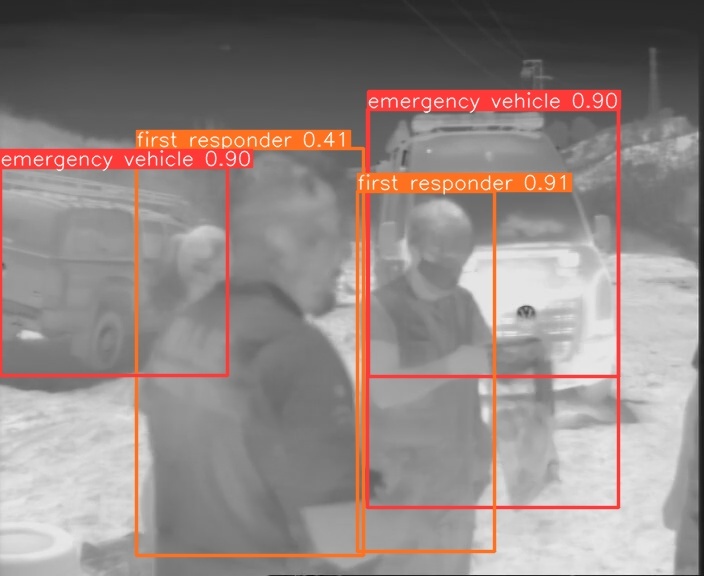 emergency vehicle 0.90
first responder 0.41
emergency vehicle 0.90
first responder 0.91